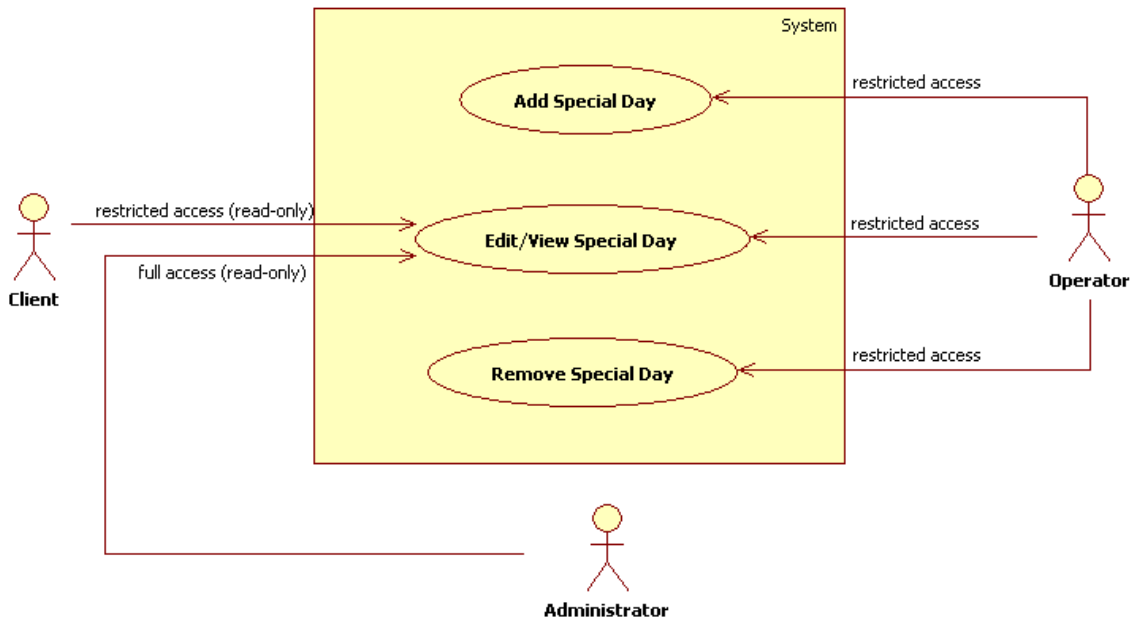 System
restricted access
Add Special Day
restricted access (read-only)
restricted access
Edit/View Special Day
full access (read-only)
Client
Operator
restricted access
Remove Special Day
Administrator